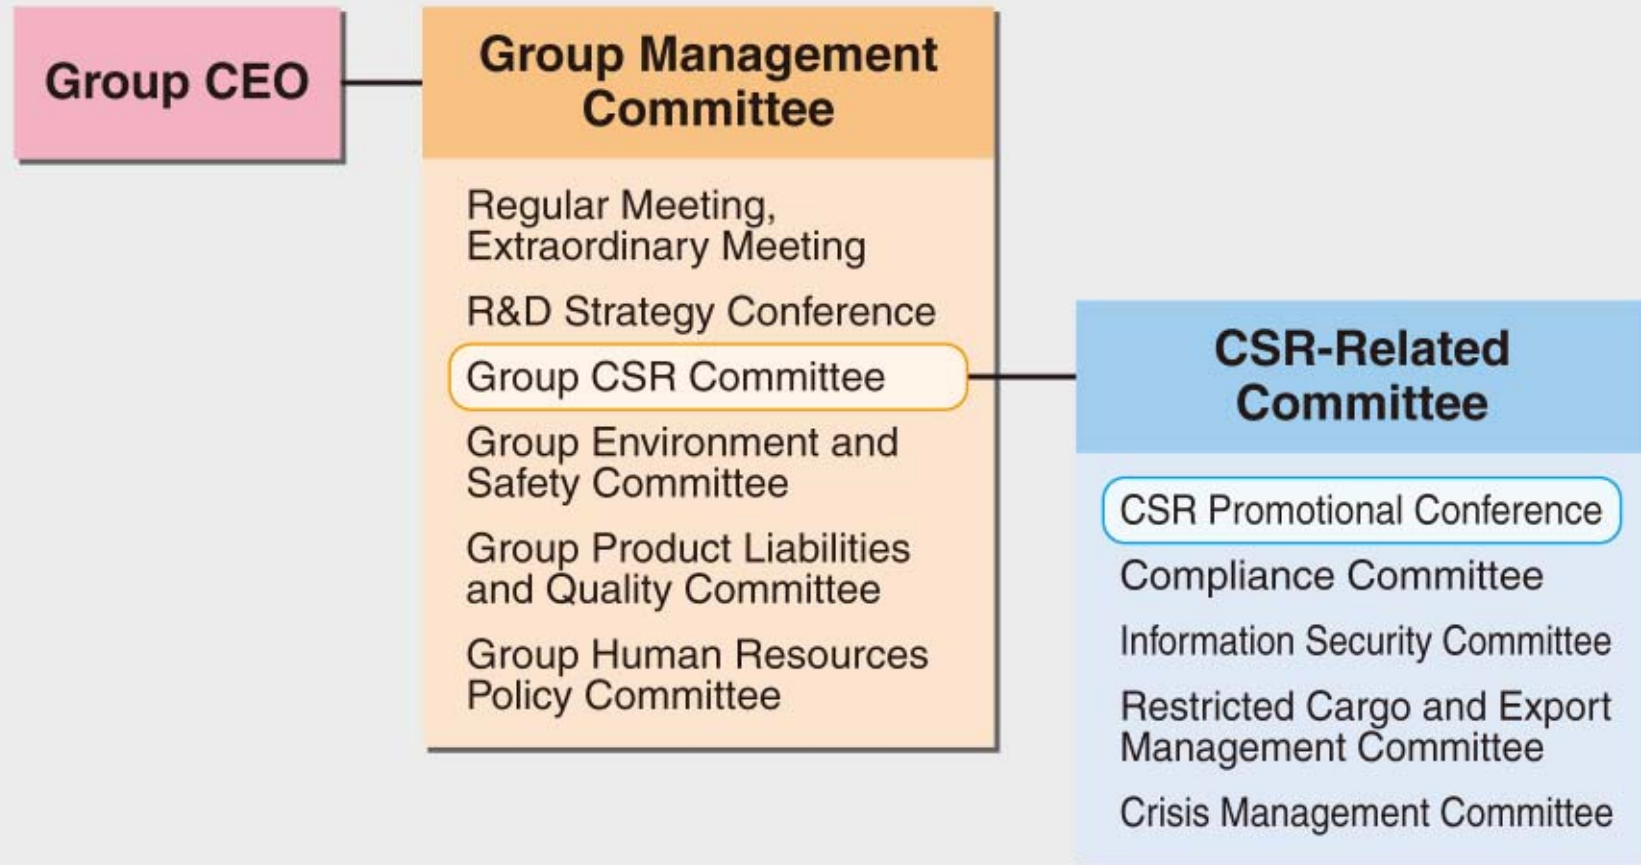 Group CEO
Group Management
Committee
Regular Meeting,
Extraordinary Meeting
R&D Strategy Conference
Group CSR Committee
Group Environment and
Safety Committee
Group Product Liabilities
and Quality Committee
Group Human Resources
Policy Committee
CSR-Related
Committee
CSR Promotional Conference
Compliance Committee
Information Security Committee
Restricted Cargo and Export
Management Committee
Crisis Management Committee